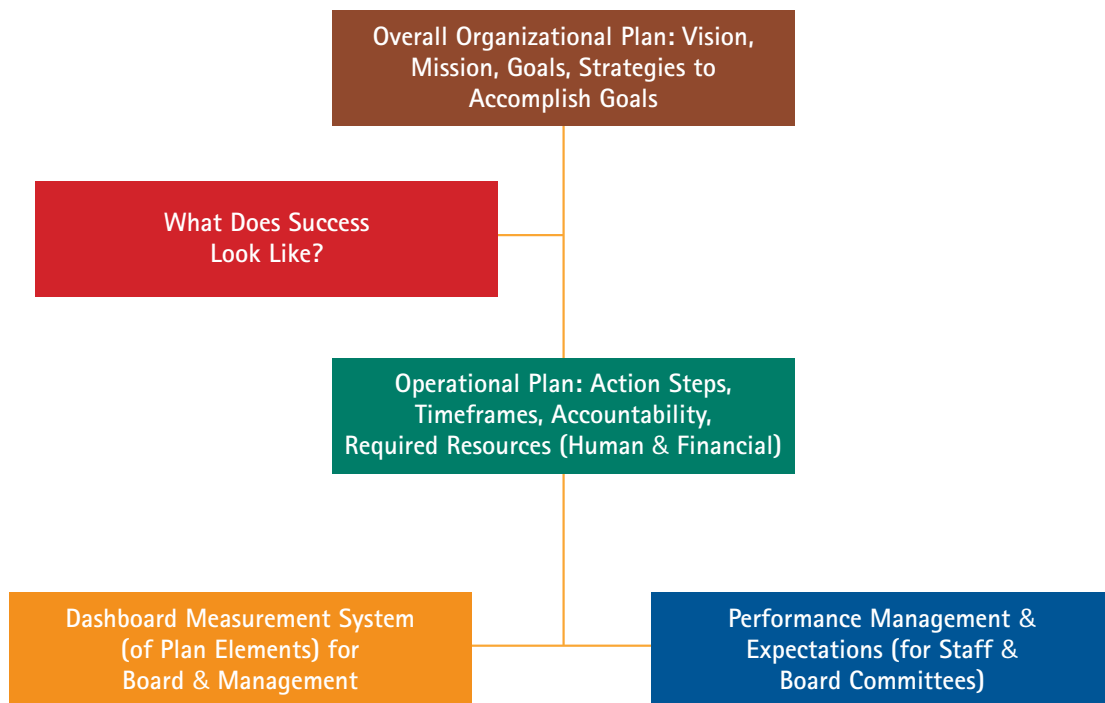 Overall Organizational Plan: Vision,
Mission, Goals, Strategies to
Accomplish Goals
What Does Success
Look Like?
Operational Plan: Action Steps,
Timeframes, Accountability,
Required Resources (Human & Financial)
Dashboard Measurement System
(of Plan Elements) for
Board & Management
Performance Management &
Expectations (for Staff &
Board Committees)